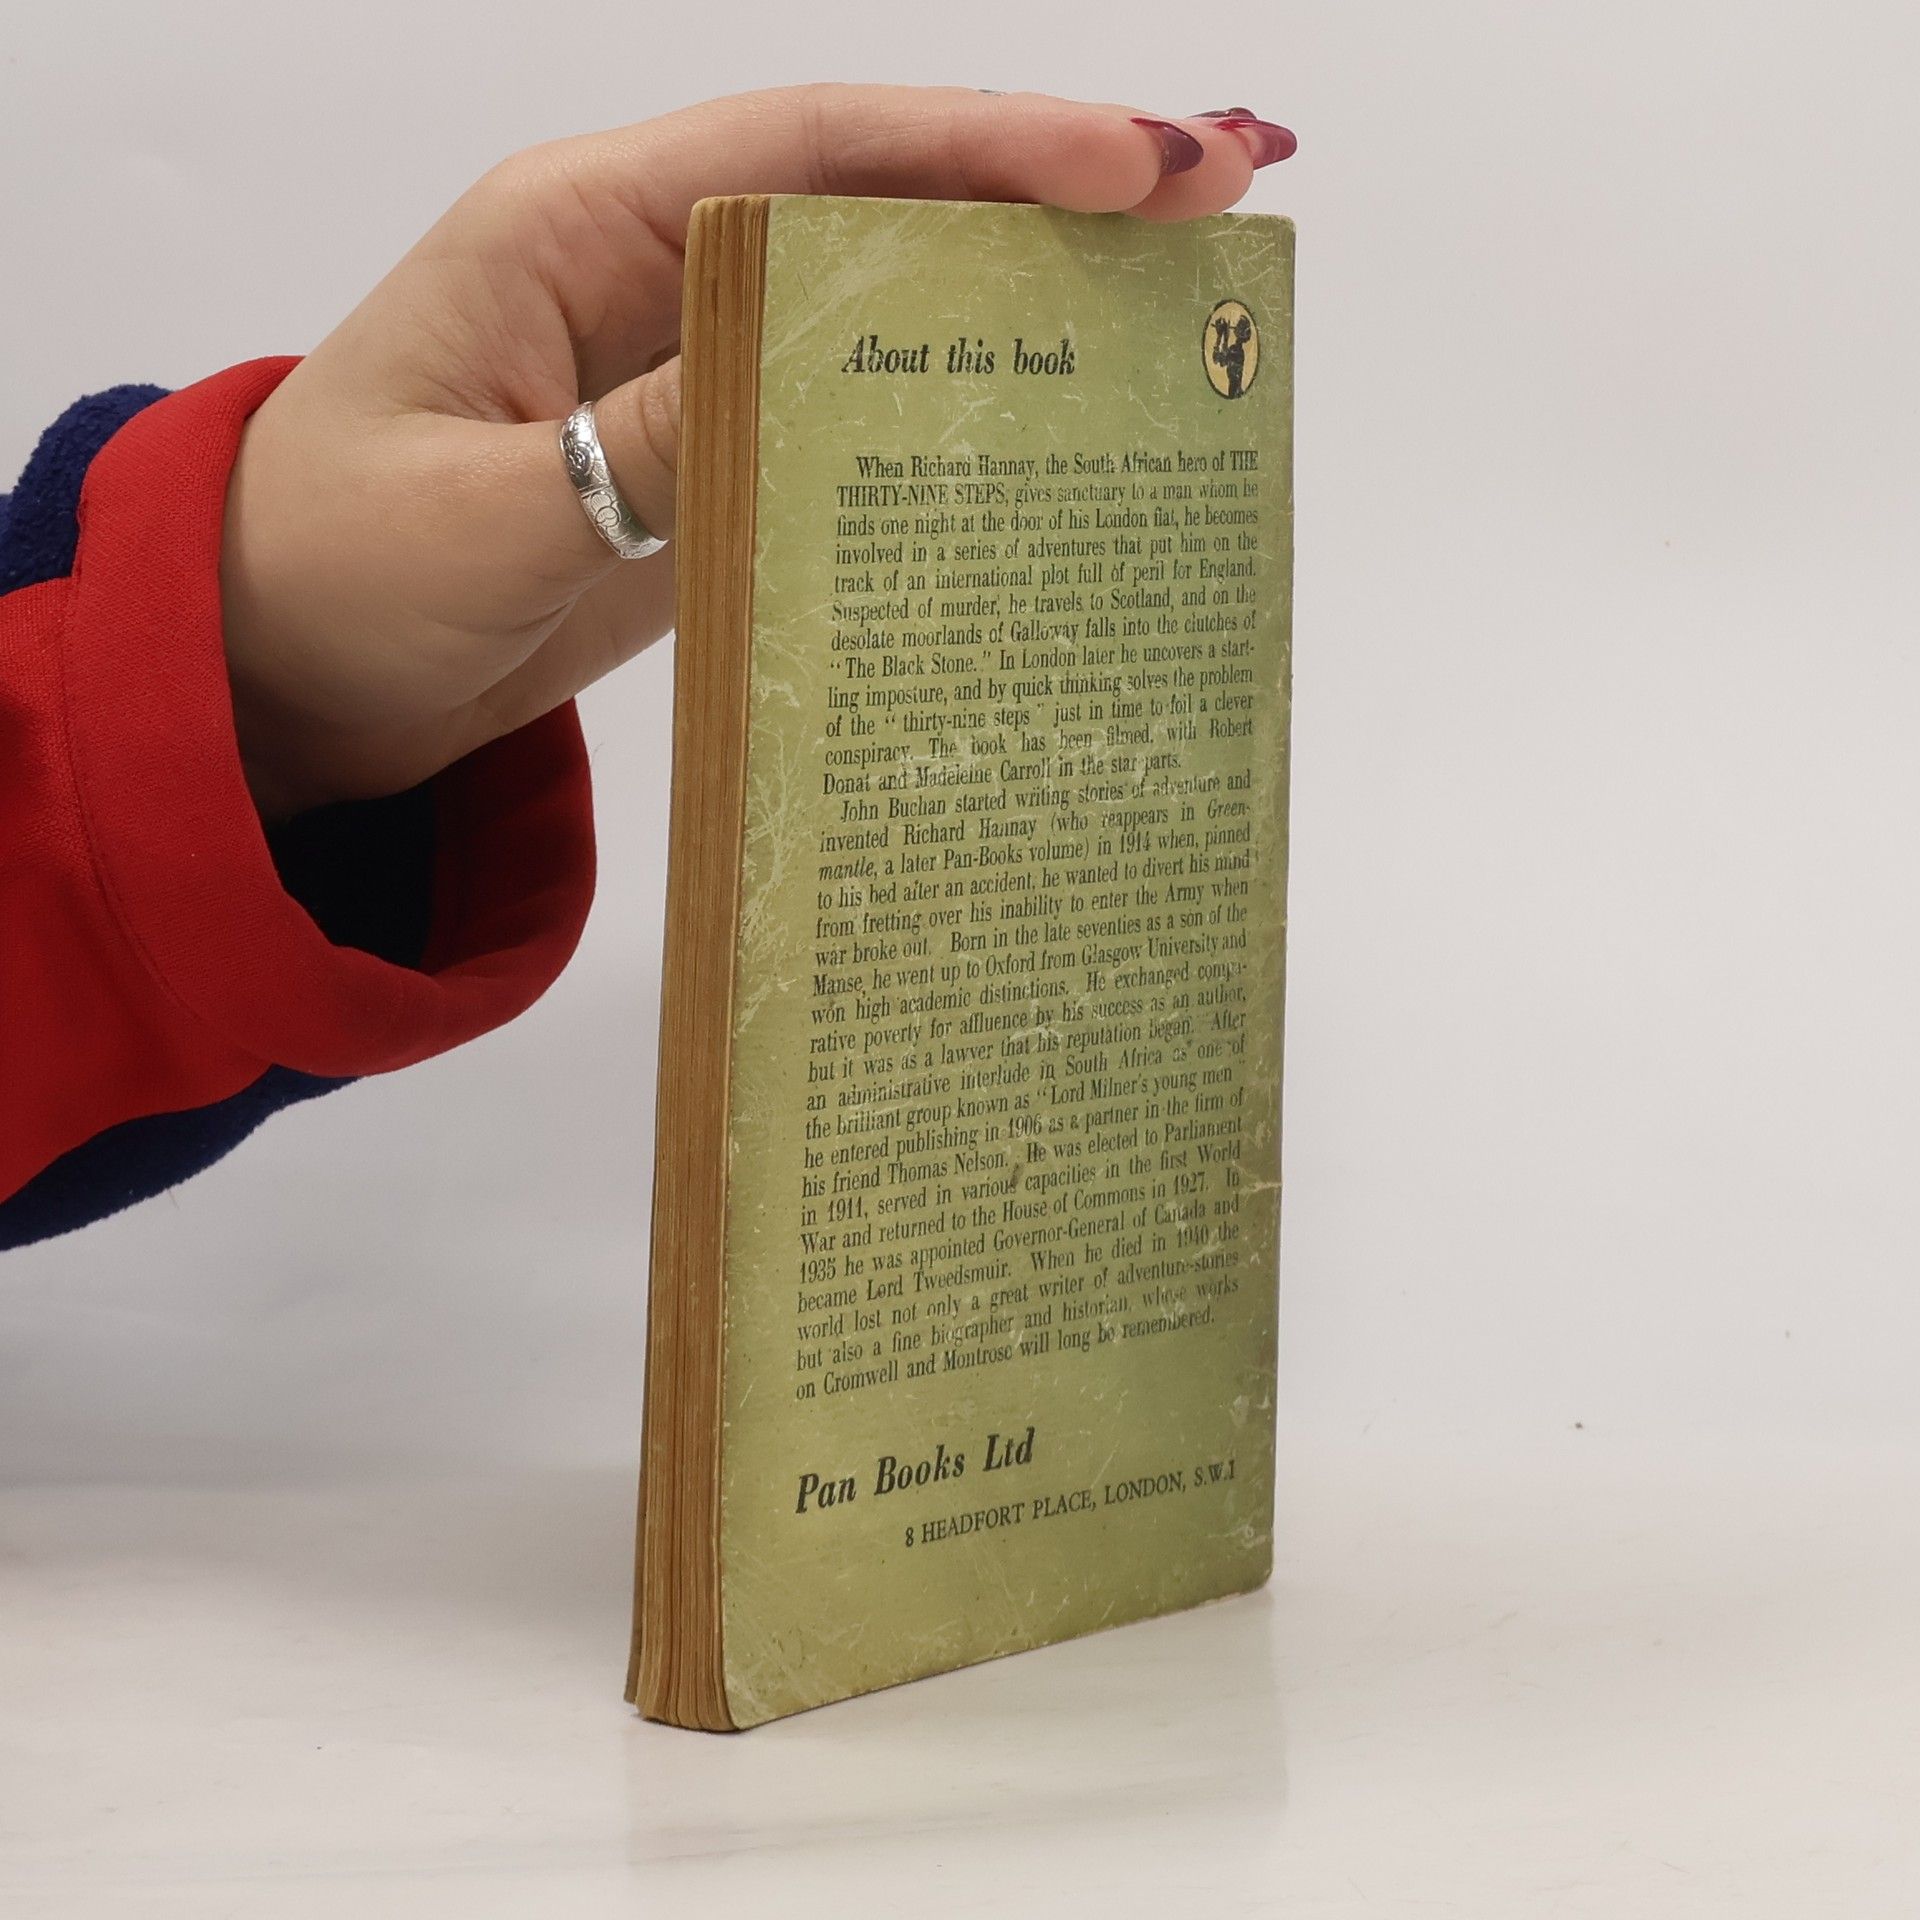 About this book
When Richard Hannay, the South African hero of THE
THIRTY-NINE STEPS, gives sanctuary to a man whom he
finds one night at the door of his London flat, he becomes
involved in a series of adventures that put him on the
track of an international plot full of peril for England.
Suspected of murder, he travels to Scotland, and on the
desolate moorlands of Galloway falls into the clutches of
“The Black Stone.” In London later he uncovers a start-
ling imposture, and by quick thinking solves the problem
of the “thirty-nine steps” just in time to foil a clever
conspiracy. The book has been filmed, with Robert
Donat and Madeleine Carroll in the star parts.
John Buchan started writing stories of adventure and
invented Richard Hannay (who reappears in Green-
mantle, a later Pan-Books volume) in 1914 when, pinned
to his bed after an accident, he wanted to divert his mind
from fretting over his inability to enter the Army when
war broke out. Born in the late seventies as a son of the
Manse, he went up to Oxford from Glasgow University and
won high academic distinctions. He exchanged compa-
rative poverty for affluence by his success as an author,
but it was as a lawyer that his reputation began. After
an administrative interlude in South Africa as one of
the brilliant group known as “Lord Milner's young men”
he entered publishing in 1906 as a partner in the firm of
his friend Thomas Nelson. He was elected to Parliament
in 1911, served in various capacities in the first World
War and returned to the House of Commons in 1927. In
1935 he was appointed Governor-General of Canada and
became Lord Tweedsmuir. When he died in 1940 the
world lost not only a great writer of adventure-stories
but also a fine biographer and historian, whose works
on Cromwell and Montrose will long be remembered.
Pan Books Ltd
8 HEADFORT PLACE, LONDON, S.W.1